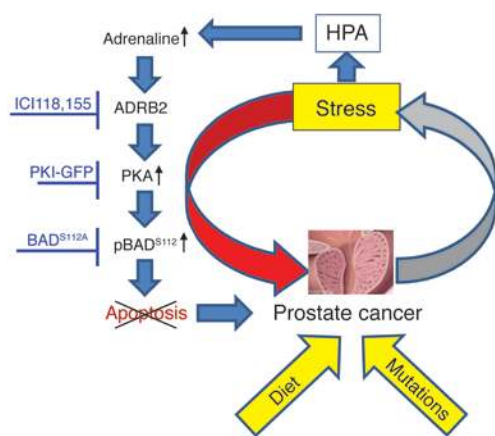 Adrenaline
HPA
ICI118,155
ADRB2
Stress
PKI-GFP
PKA
BADS112A
pBADS112
Apoptosis
Prostate cancer
Diet
Mutations